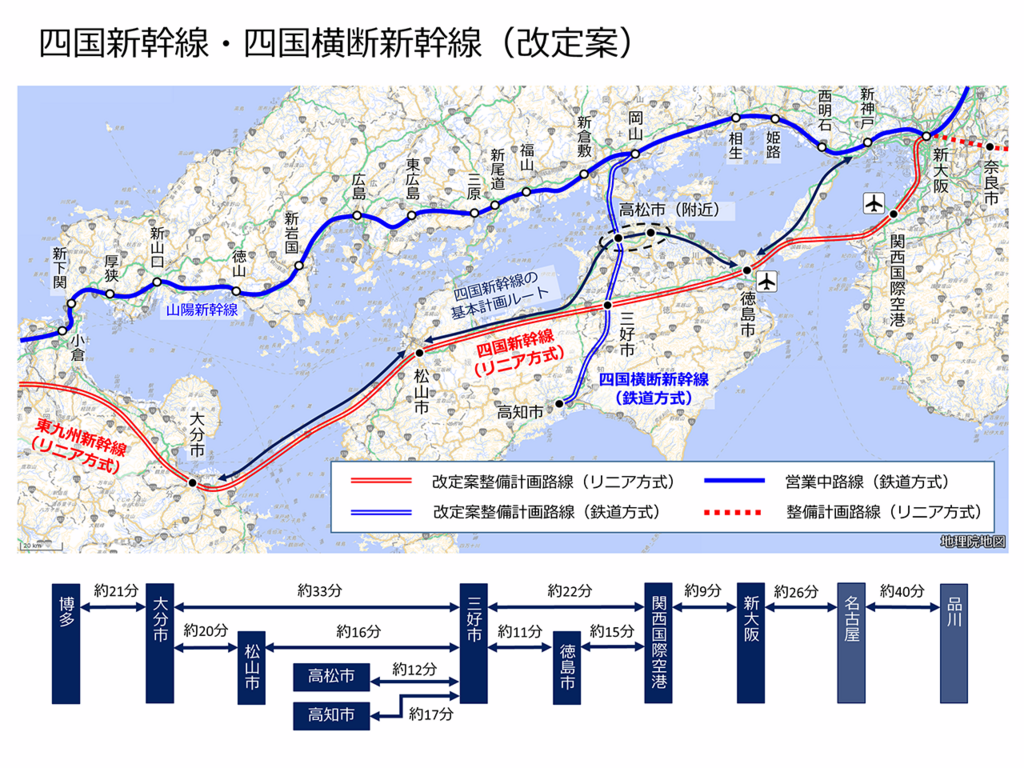 四国新幹線・四国横断新幹線（改定案）
西明石
新神戸
岡山
新倉敷
相生
姫路
新大阪
奈良市
福山
新尾道
三原
東広島
広島
高松市（附近）
新岩国
新山口
徳山
厚狭
新下関
関西国際空港
四国新幹線の
基本計画ルート
徳島市
山陽新幹線
小倉
三好市
四国新幹線
（リニア方式）
松山市
四国横断新幹線
（鉄道方式）
高知市
大分市
東九州新幹線
（リニア方式）
改定案整備計画路線（リニア方式）
営業中路線（鉄道方式）
改定案整備計画路線（鉄道方式）
整備計画路線（リニア方式）
20 km
地理院地図
博多
約21分
大分市
約33分
三好市
約22分
関西国際空港
約9分
新大阪
約26分
名古屋
約40分
品川
約20分
松山市
約16分
約11分
徳島市
約15分
高松市
約12分
高知市
約17分